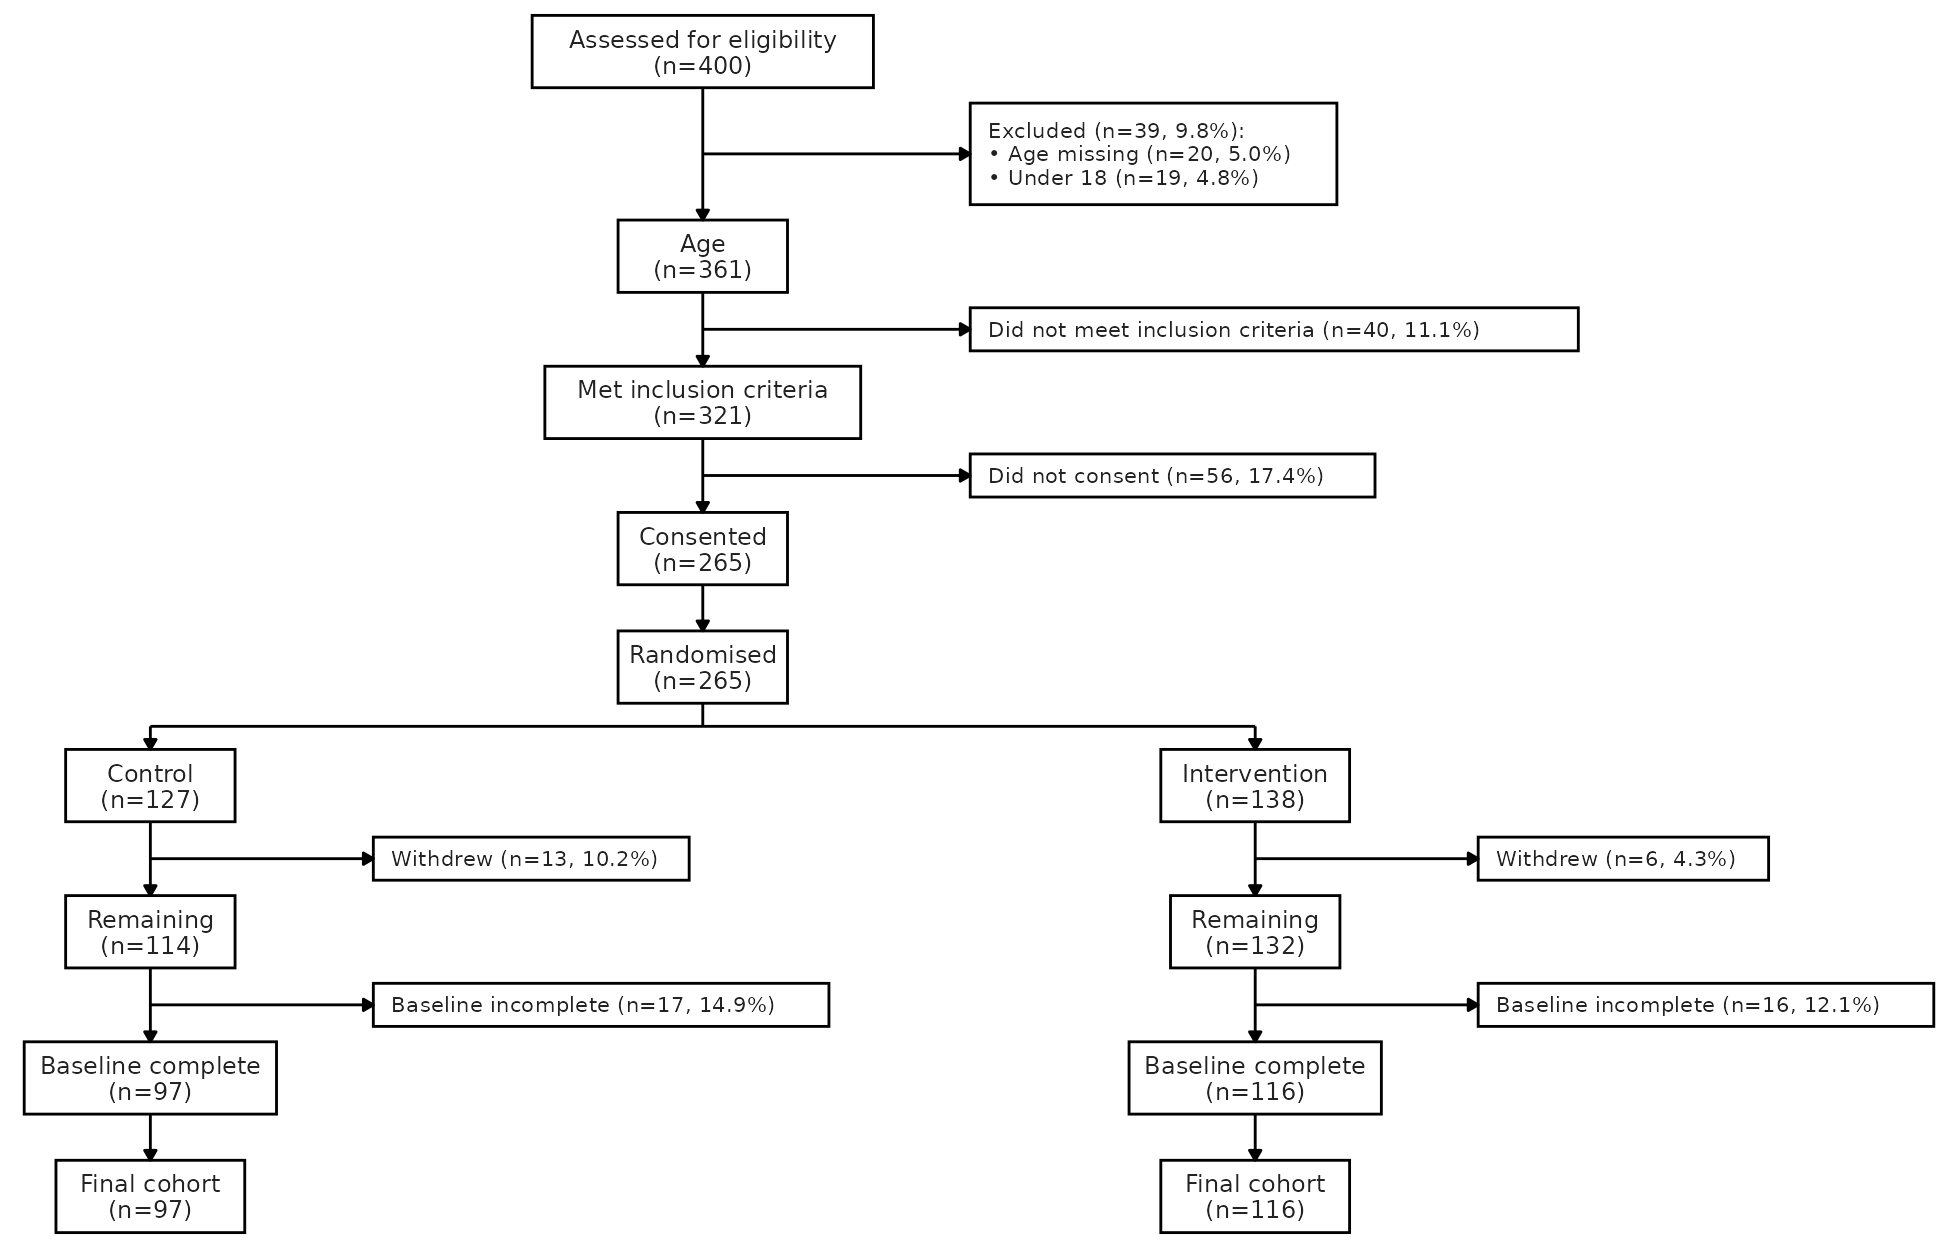 Assessed for eligibility
(n=400)
Excluded (n=39, 9.8%):
• Age missing (n=20, 5.0%)
• Under 18 (n=19, 4.8%)
Age
(n=361)
Did not meet inclusion criteria (n=40, 11.1%)
Met inclusion criteria
(n=321)
Did not consent (n=56, 17.4%)
Consented
(n=265)
Randomised
(n=265)
Control
(n=127)
Intervention
(n=138)
Withdrew (n=13, 10.2%)
Withdrew (n=6, 4.3%)
Remaining
(n=114)
Remaining
(n=132)
Baseline incomplete (n=17, 14.9%)
Baseline incomplete (n=16, 12.1%)
Baseline complete
(n=97)
Baseline complete
(n=116)
Final cohort
(n=97)
Final cohort
(n=116)